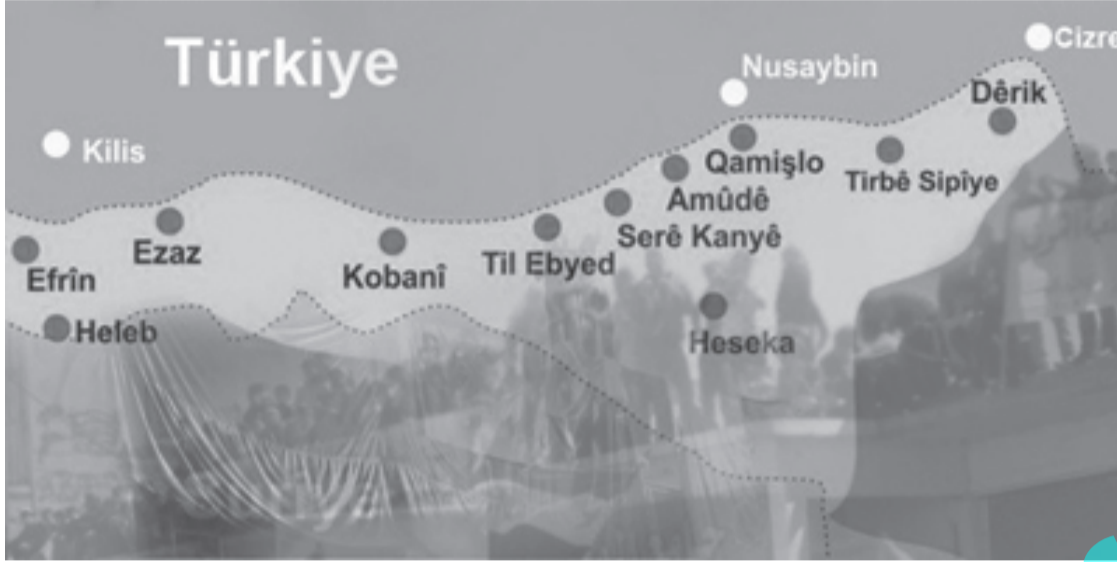 Türkiye
Cizre
Nusaybin
Dêrik
Kilis
Qamişlo
Tirbê Sipîye
Amûdê
Serê Kanyê
Ezaz
Til Ebyed
Kobanî
Efrîn
Heleb
Heseka